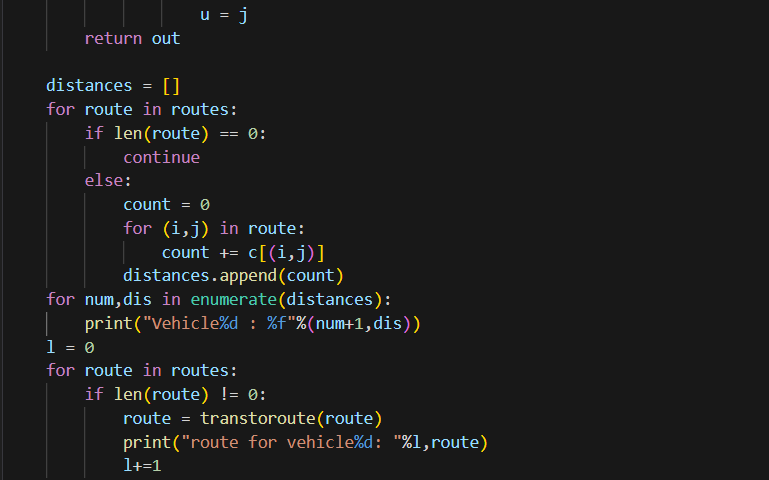 u = j
return out
distances = []
for route in routes:
if len(route) == 0:
continue
else:
count = 0
for (i,j) in route:
count += c[(i,j)]
distances.append(count)
for num,dis in enumerate(distances):
print("Vehicle%d : %f"%(num+1,dis))
l = 0
for route in routes:
if len(route) != 0:
route = transtoroute(route)
print("route for vehicle%d: "%l,route)
l+=1